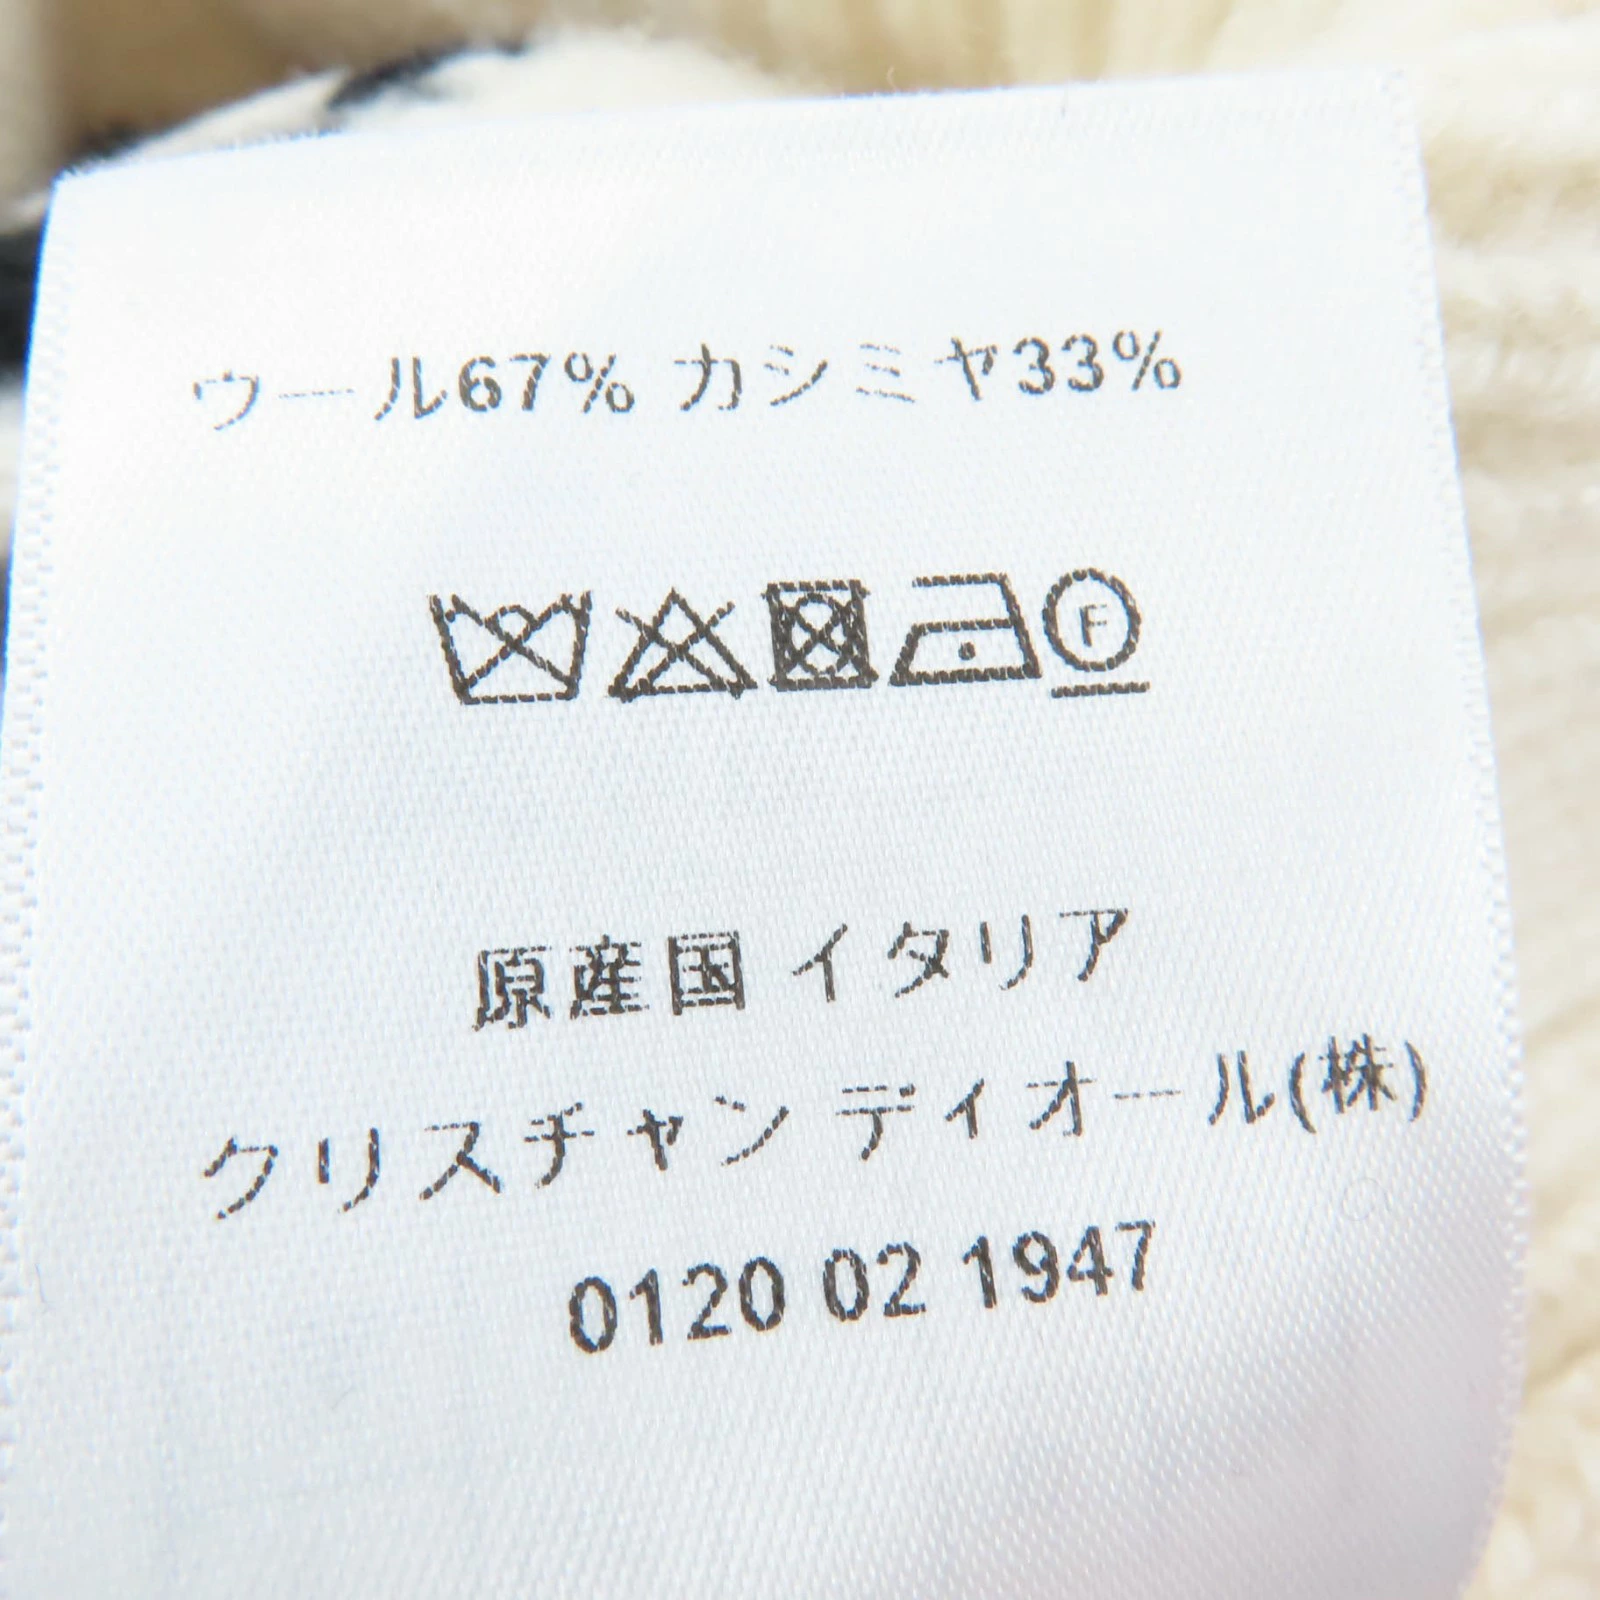 ウール67% カシミヤ33%
F
原産国 イタリア
クリスチャン ディオール(株)
0120 02 1947